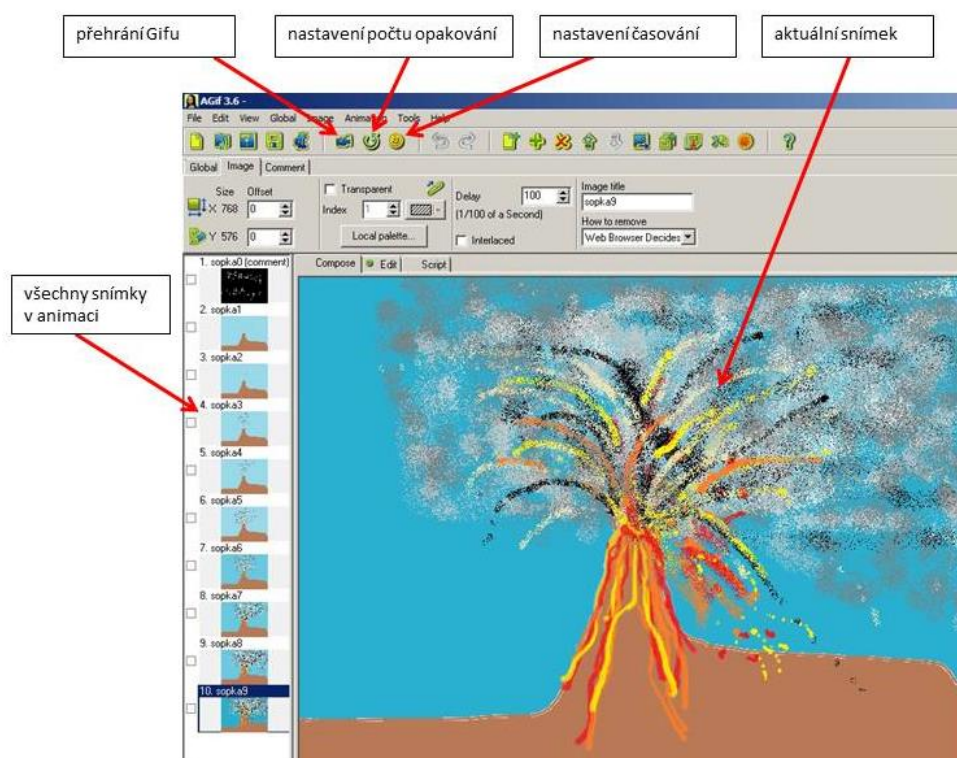 přehrání Gifu
nastavení počtu opakování
nastavení časování
aktuální snímek
AGif 3.6 -
File Edit View Global Image Animation Tools Help
Global Image Comment
Size Offset
X 768 0
Y 576 0
Transparent
Index 1
Local palette...
Delay 100
(1/100 of a Second)
Interlaced
Image title
sopka9
How to remove
Web Browser Decides
všechny snímky
v animaci
1. sopka0 (comment)
2. sopka1
3. sopka2
4. sopka3
5. sopka4
6. sopka5
7. sopka6
8. sopka7
9. sopka8
10. sopka9
Compose Edit Script